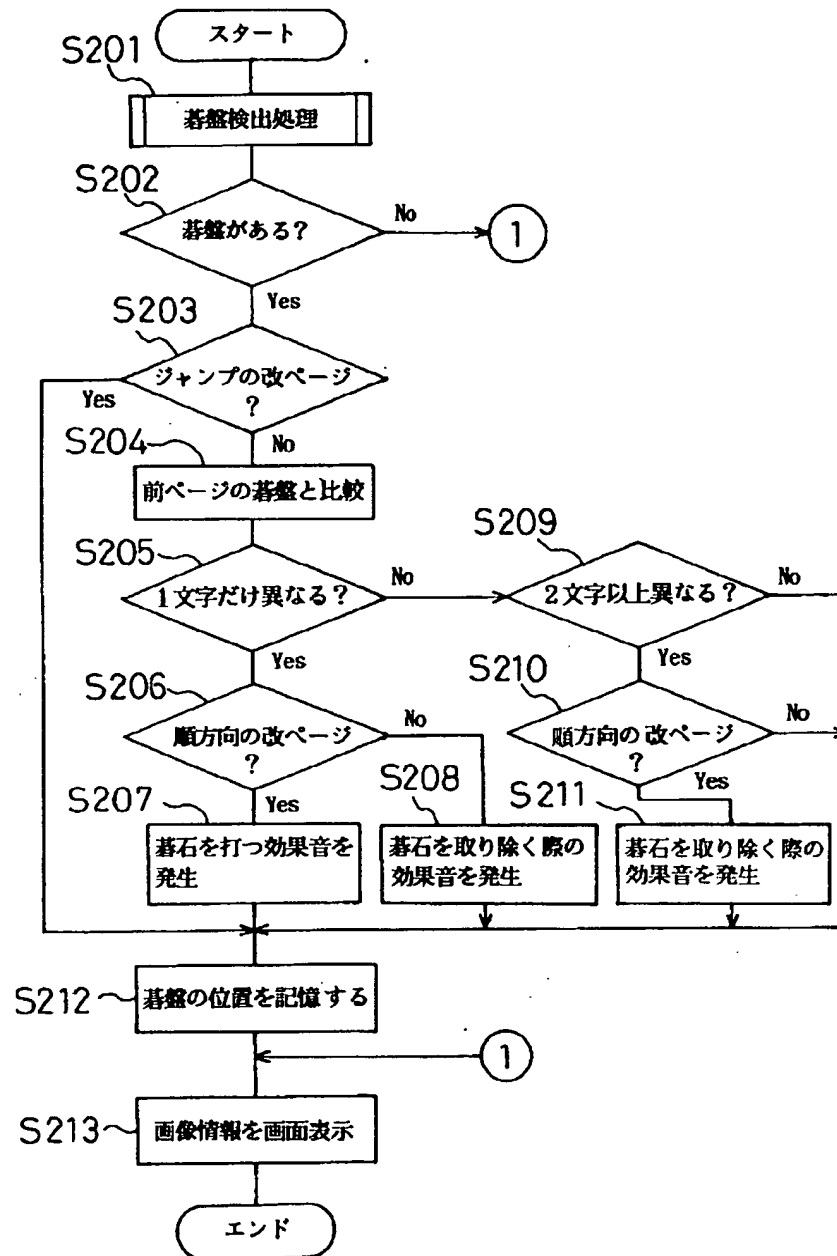 スタート
S201
碁盤検出処理
S202
碁盤がある?
No
1
Yes
S203
ジャンプの改ページ
?
Yes
No
S204
前ページの碁盤と比較
S205
1文字だけ異なる?
No
S209
2文字以上異なる?
No
Yes
Yes
S206
順方向の改ページ
?
No
S210
順方向の改ページ
?
No
Yes
Yes
S207
碁石を打つ効果音を
発生
S208
碁石を取り除く際の
効果音を発生
S211
碁石を取り除く際の
効果音を発生
S212
碁盤の位置を記憶する
1
S213
画像情報を画面表示
エンド